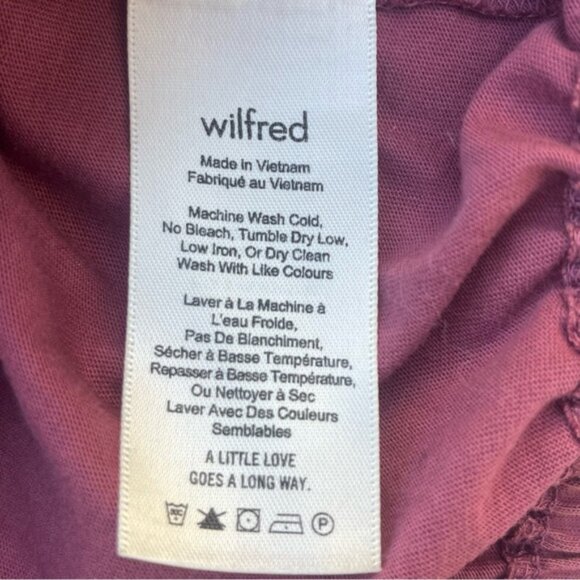 wilfred
Made in Vietnam
Fabriqué au Vietnam
Machine Wash Cold,
No Bleach, Tumble Dry Low,
Low Iron, Or Dry Clean
Wash With Like Colours
Laver à La Machine à
L'eau Froide,
Pas De Blanchiment,
Sécher à Basse Température,
Repasser à Basse Température,
Ou Nettoyer à Sec
Laver Avec Des Couleurs
Semblables
A LITTLE LOVE
GOES A LONG WAY.
P